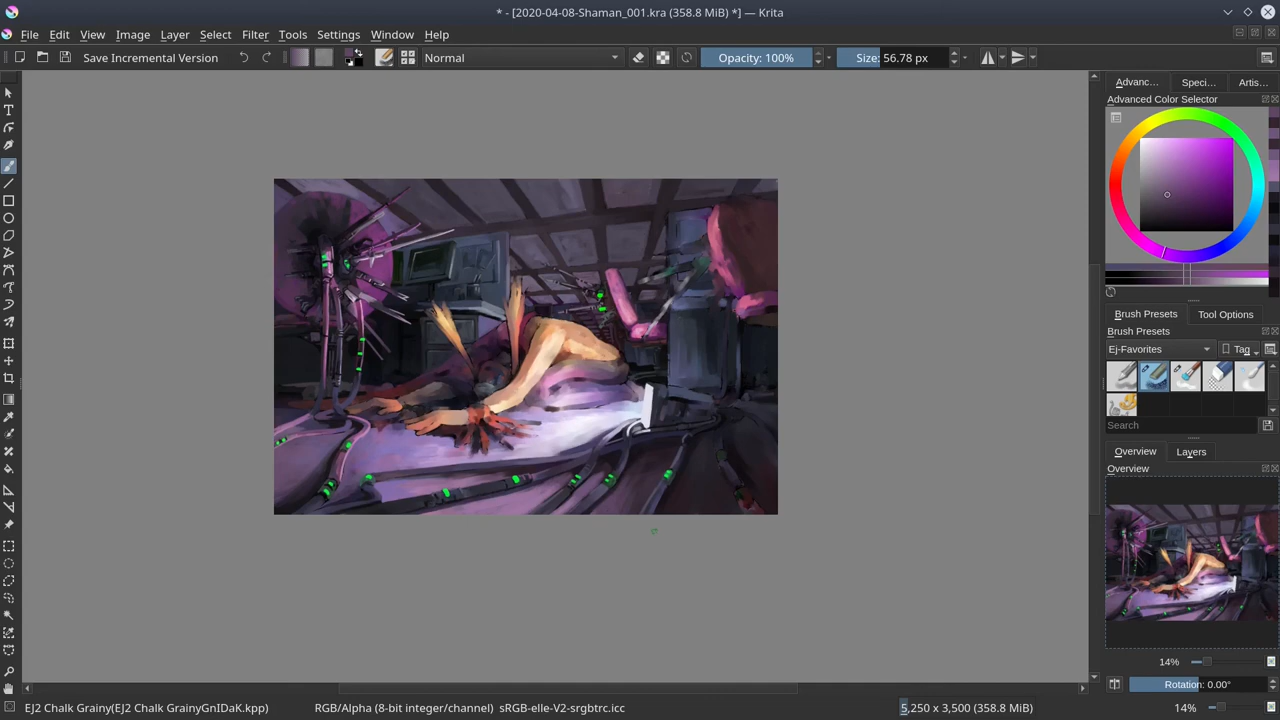 * - [2020-04-08-Shaman_001.kra (358.8 MiB) *] — Krita
File Edit View Image Layer Select Filter Tools Settings Window Help
Save Incremental Version Normal Opacity: 100% Size: 56.78 px
Advanc... Speci... Artis...
Advanced Color Selector
Brush Presets Tool Options
Brush Presets
Ej-Favorites Tag
Search
Overview Layers
Overview
14%
Rotation: 0.00°
EJ2 Chalk Grainy(EJ2 Chalk GrainyGnIDaK.kpp) RGB/Alpha (8-bit integer/channel) sRGB-elle-V2-srgbtrc.icc 5,250 x 3,500 (358.8 MiB) 14%